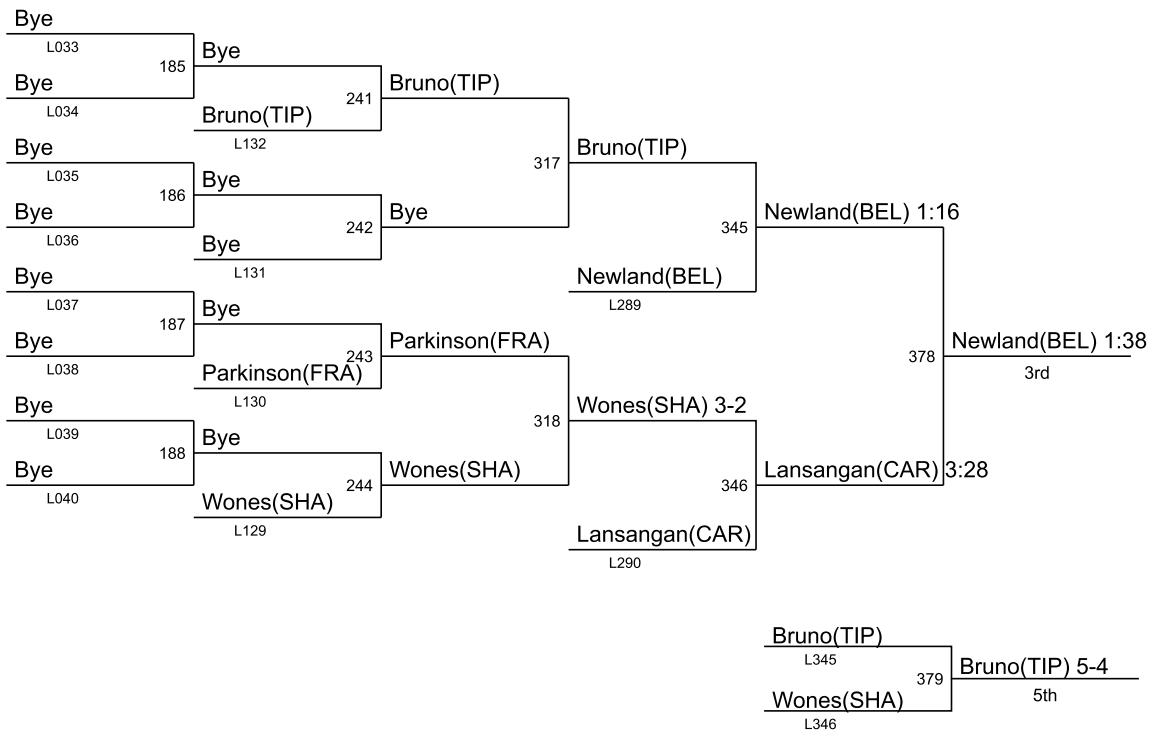 Bye
L033
185
Bye
Bye
L034
241
Bruno(TIP)
Bruno(TIP)
L132
Bye
L035
317
Bruno(TIP)
186
Bye
Bye
L036
242
Bye
345
Newland(BEL) 1:16
Bye
L131
Bye
L037
Newland(BEL)
L289
187
Bye
Bye
L038
243
Parkinson(FRA)
378
Newland(BEL) 1:38
3rd
Parkinson(FRA)
L130
Bye
L039
318
Wones(SHA) 3-2
188
Bye
Bye
L040
244
Wones(SHA)
346
Lansangan(CAR) 3:28
Wones(SHA)
L129
Lansangan(CAR)
L290
Bruno(TIP)
L345
379
Bruno(TIP) 5-4
5th
Wones(SHA)
L346